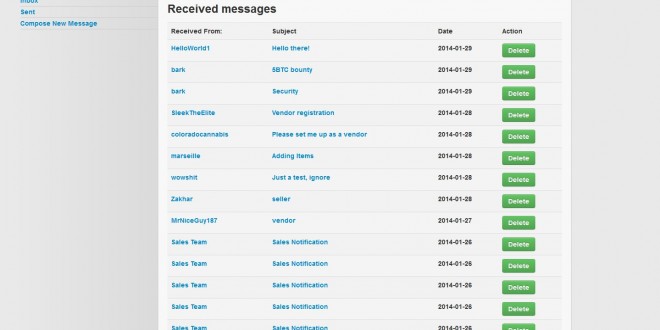 Inbox
Sent
Compose New Message
Received messages
Received From: Subject Date Action
HelloWorld1 Hello there! 2014-01-29 Delete
bark 5BTC bounty 2014-01-29 Delete
bark Security 2014-01-29 Delete
SleekTheElite Vendor registration 2014-01-28 Delete
coloradocannabis Please set me up as a vendor 2014-01-28 Delete
marseille Adding Items 2014-01-28 Delete
wowshit Just a test, ignore 2014-01-28 Delete
Zakhar seller 2014-01-28 Delete
MrNiceGuy187 vendor 2014-01-27 Delete
Sales Team Sales Notification 2014-01-26 Delete
Sales Team Sales Notification 2014-01-26 Delete
Sales Team Sales Notification 2014-01-26 Delete
Sales Team Sales Notification 2014-01-26 Delete
Sales Team Sales Notification 2014-01-26 Delete